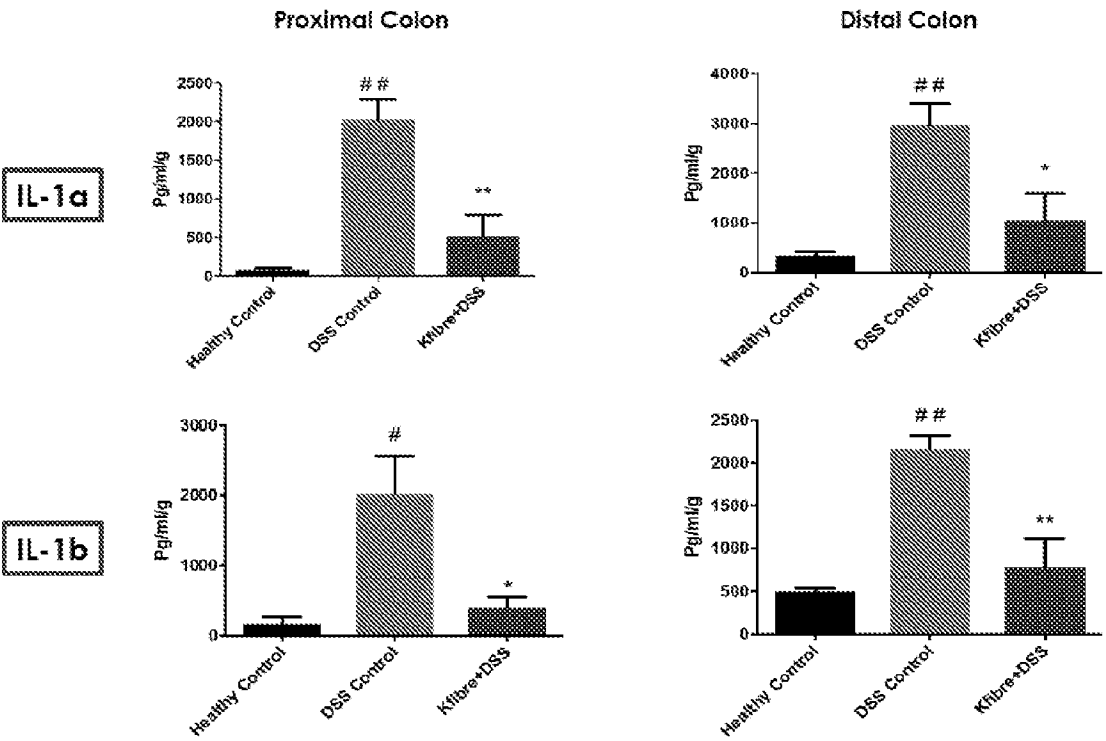 Proximal Colon
Distal Colon
IL-1a
Pg/ml/g
2500
2000
1500
1000
500
0
##
**
Healthy Control
DSS Control
Kfibre+DSS
Pg/ml/g
4000
3000
2000
1000
0
##
*
Healthy Control
DSS Control
Kfibre+DSS
IL-1b
Pg/ml/g
3000
2000
1000
0
#
*
Healthy Control
DSS Control
Kfibre+DSS
Pg/ml/g
2500
2000
1500
1000
500
0
##
**
Healthy Control
DSS Control
Kfibre+DSS